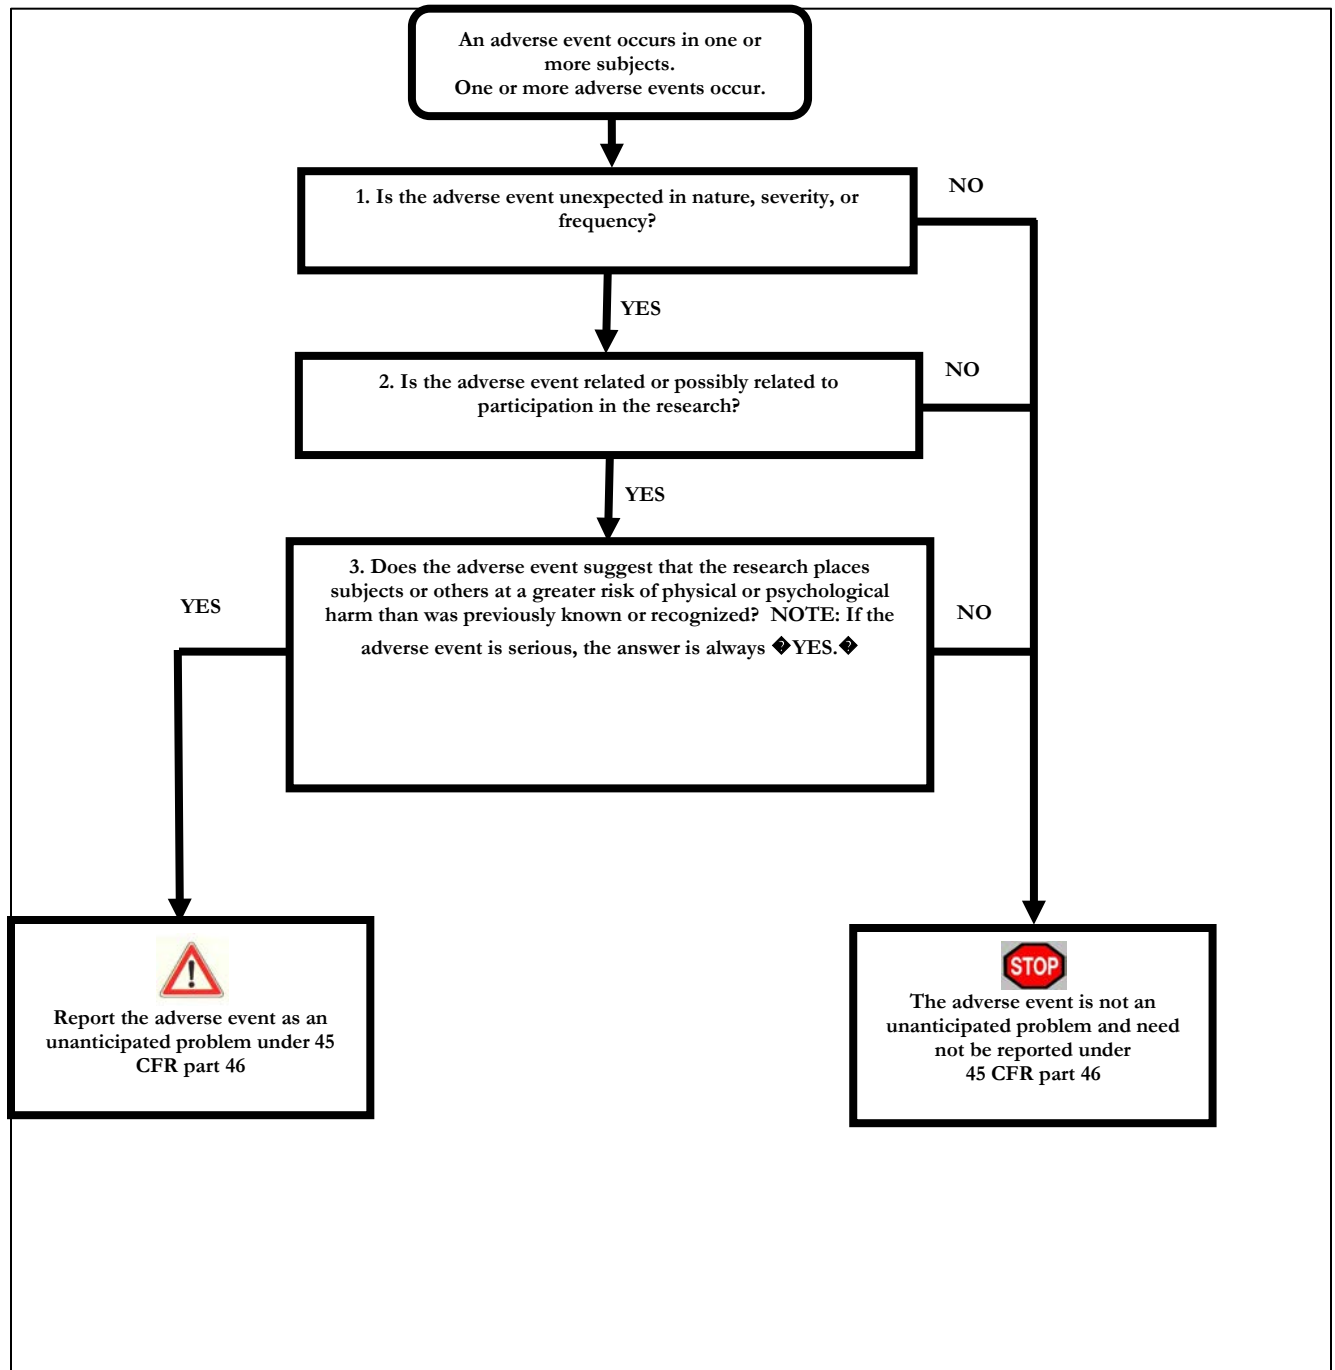 An adverse event occurs in one or
more subjects.
One or more adverse events occur.
1. Is the adverse event unexpected in nature, severity, or
frequency?
NO
YES
2. Is the adverse event related or possibly related to
participation in the research?
NO
YES
3. Does the adverse event suggest that the research places
subjects or others at a greater risk of physical or psychological
harm than was previously known or recognized?  NOTE: If the
adverse event is serious, the answer is always �YES.�
YES
NO
Report the adverse event as an
unanticipated problem under 45
CFR part 46
STOP
The adverse event is not an
unanticipated problem and need
not be reported under
45 CFR part 46